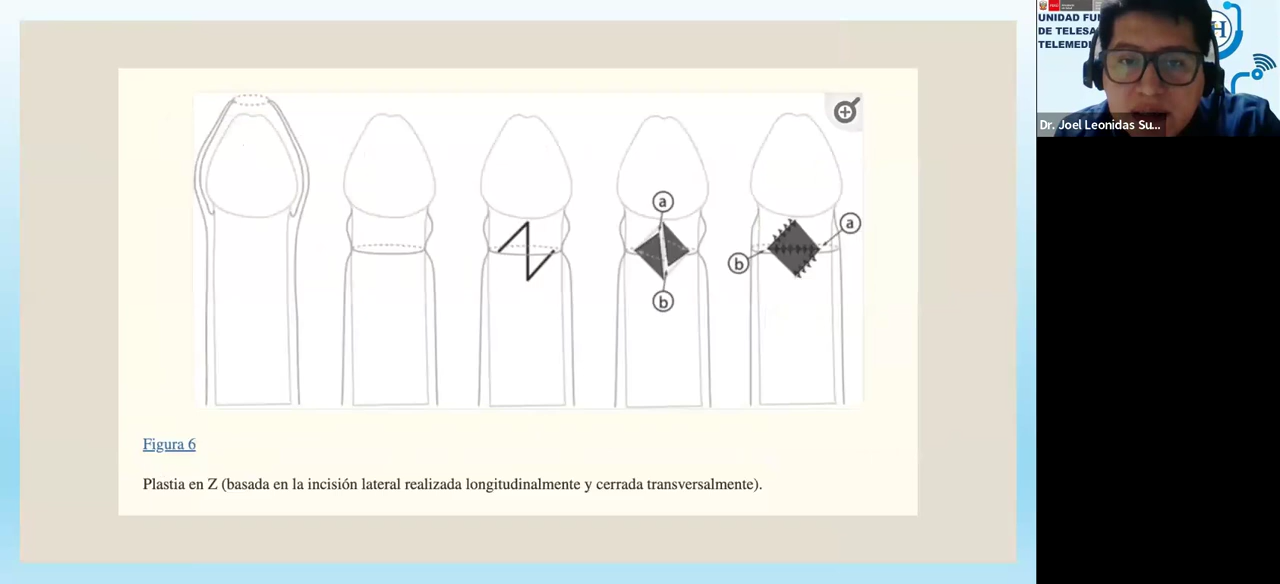 UNIDAD FU
DE TELESA
TELEMEDI
H
Dr. Joel Leonidas Su...
a
a
b
b
Figura 6
Plastia en Z (basada en la incisión lateral realizada longitudinalmente y cerrada transversalmente).